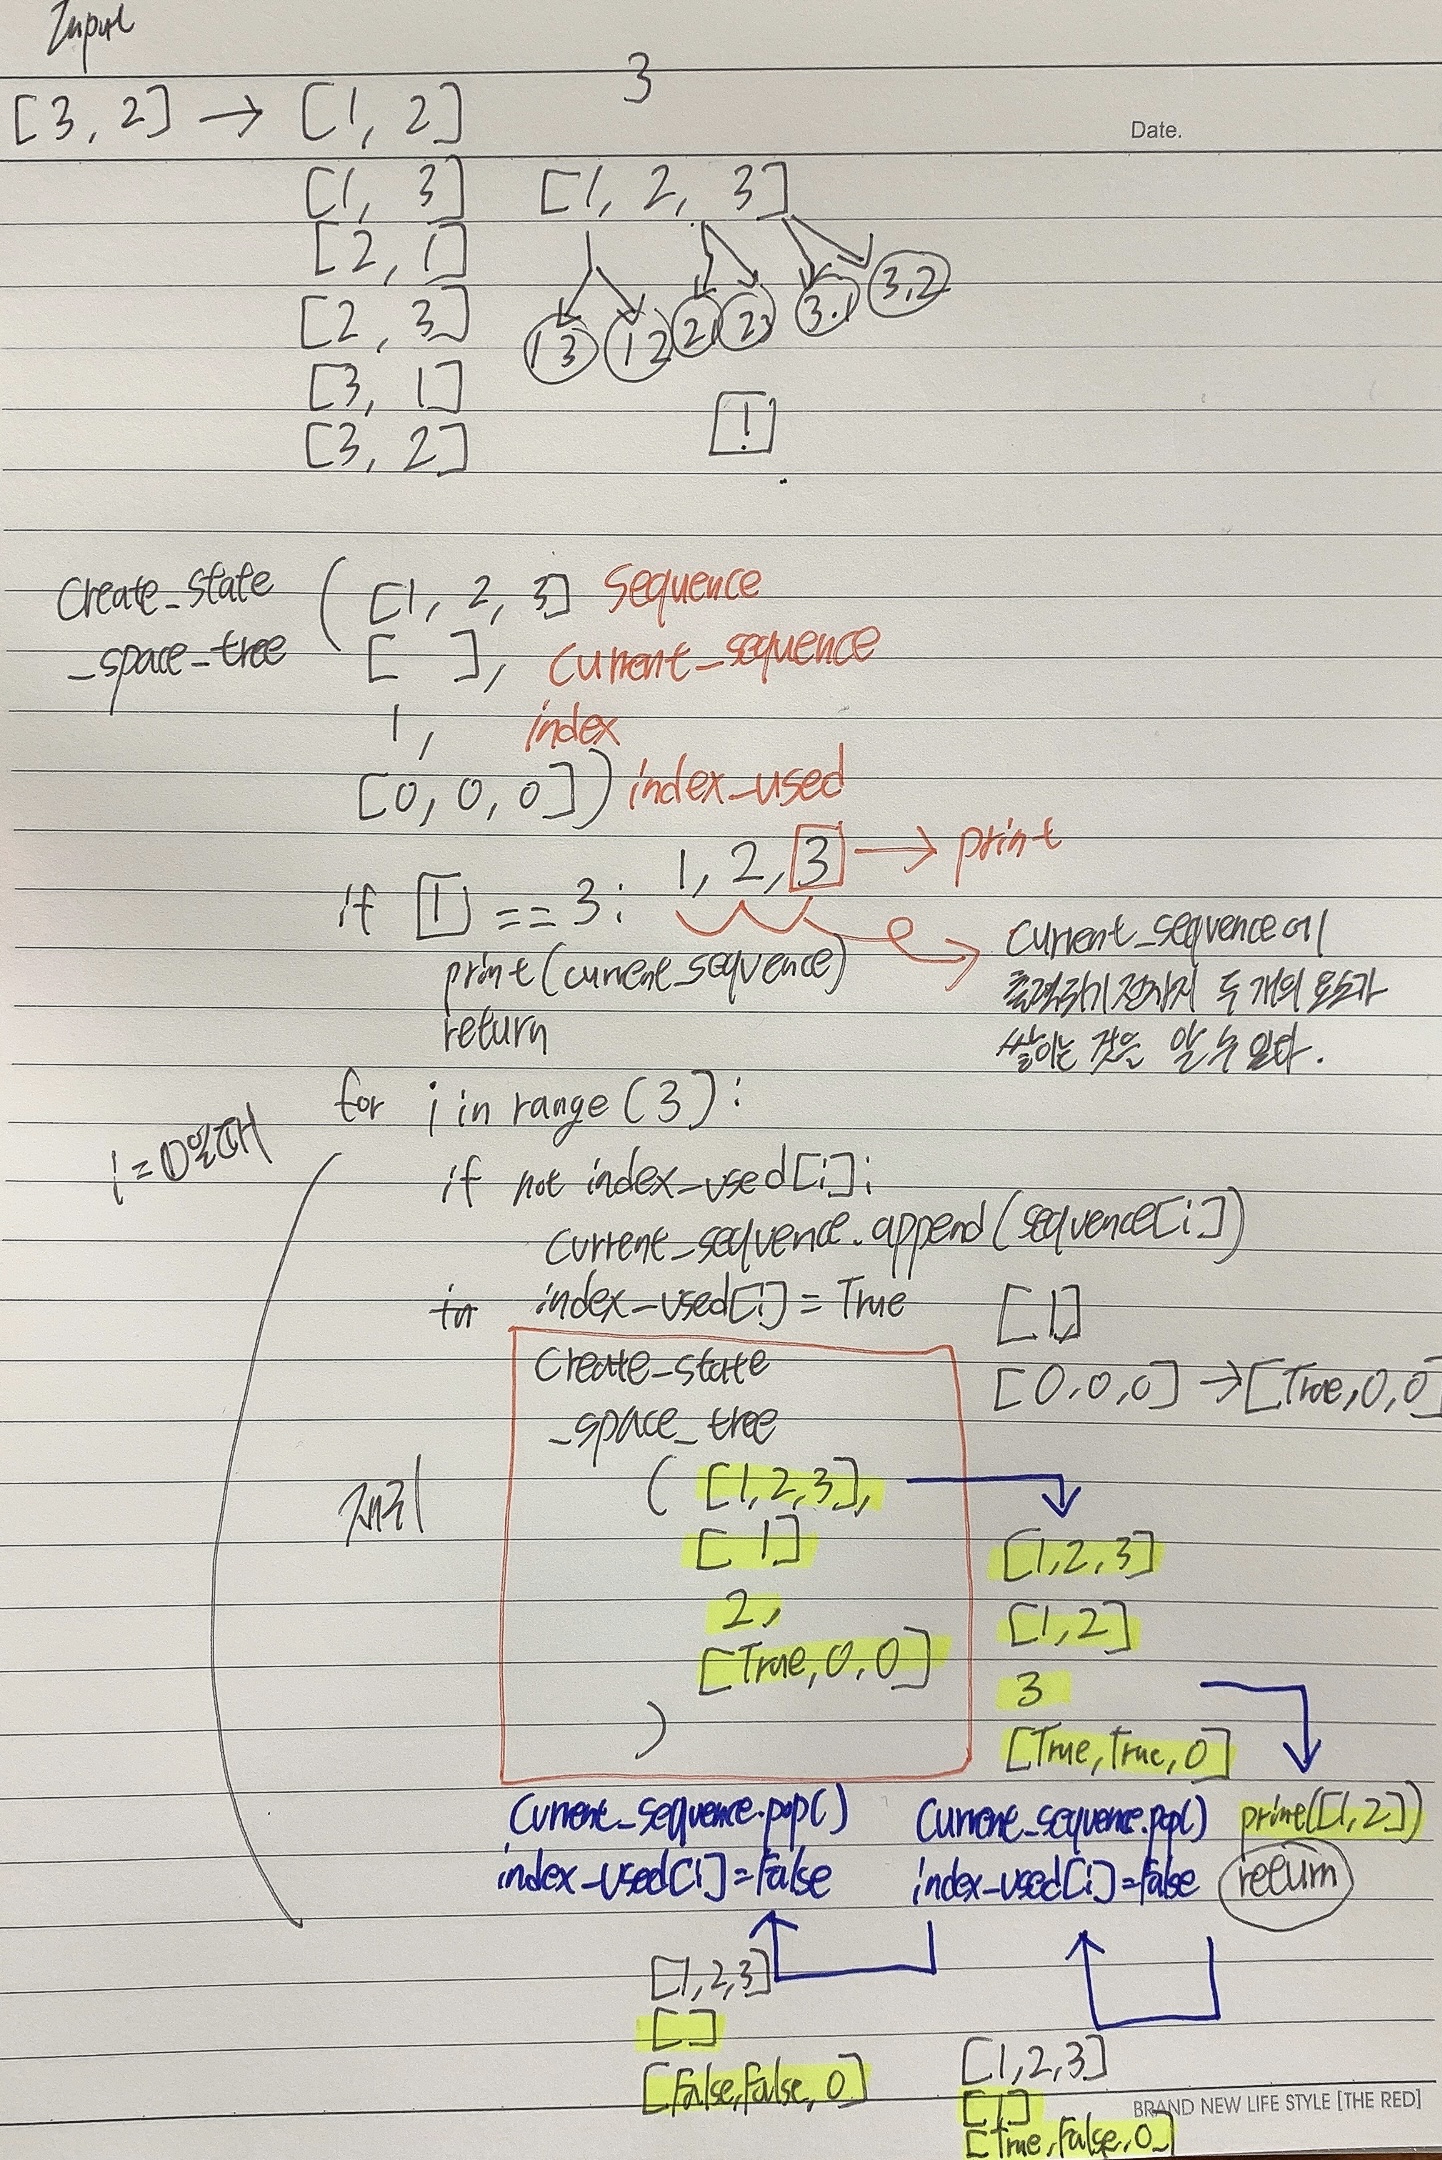 Input
3
[3, 2] → [1, 2]
Date.
[1, 3]
[2, 1]
[2, 3]
[3, 1]
[3, 2]
[1, 2, 3]
1 3
1 2
2 1
2 3
3.1
3,2
!
Create_state
_space_tree
( [1, 2, 3] Sequence
[ ], Current_sequence
1, index
[0, 0, 0]) index_used
1, 2, 3 → print
if 1 == 3:
print(current_sequence)
return
Current_sequence에
출력하기 전까지 두 개의 요소가
쌓이는 것을 알 수 있다.
for i in range (3):
i=0일때
if not index_used[i]:
Current_sequence.append(sequence[i])
in index_used[i] = True
[1]
[0,0,0] → [True,0,0]
재귀
Create_state
_space_tree
( [1,2,3],
[1]
2,
[True,0,0]
)
[1,2,3]
[1,2]
3
[True,True,0]
Current_sequence.pop()
index_used[i]=False
Current_sequence.pop()
index_used[i]=False
print([1,2])
return
[1,2,3]
[]
[False,False,0]
[1,2,3]
[1]
[True,False,0]
BRAND NEW LIFE STYLE [THE RED]